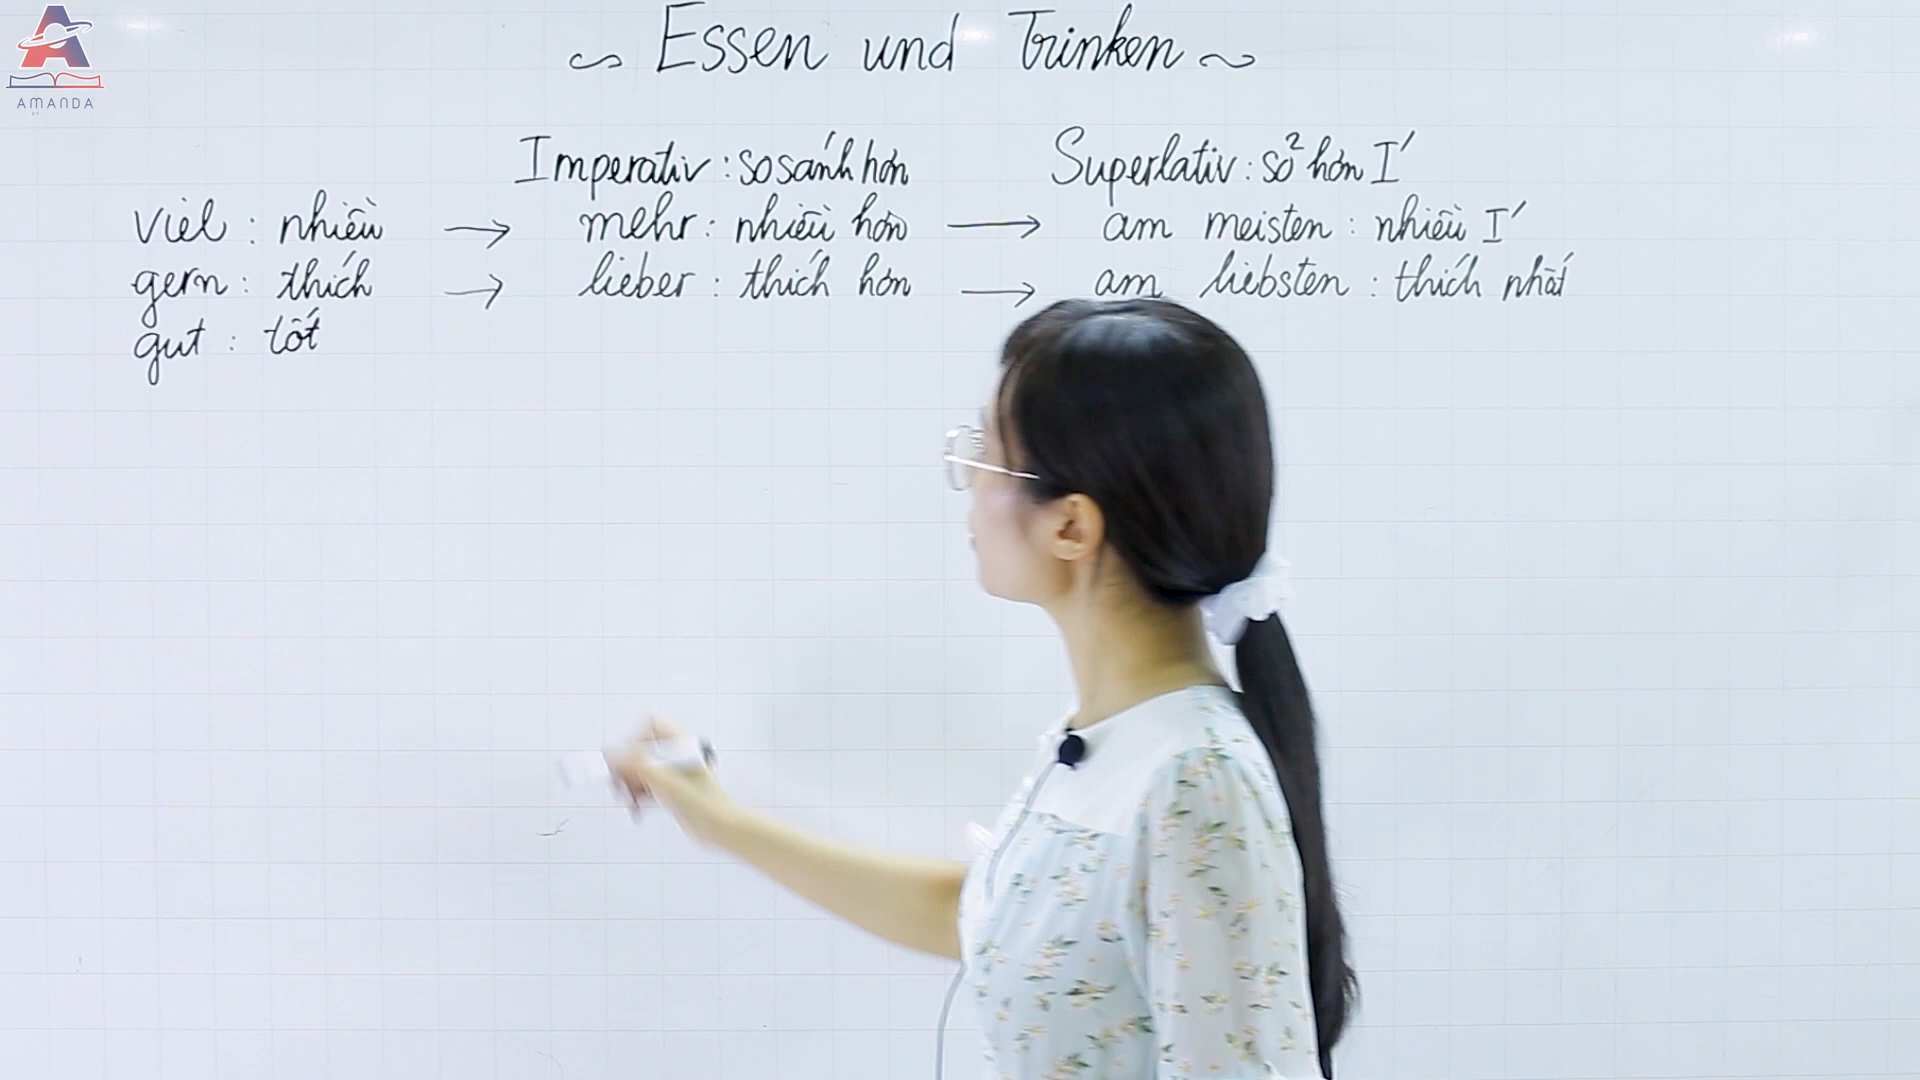 AMANDA
~ Essen und Trinken ~
Imperativ : so sánh hơn Superlativ : so² hơn I'
viel : nhiều → mehr : nhiều hơn → am meisten : nhiều I'
gern : thích → lieber : thích hơn → am liebsten : thích nhất
gut : tốt